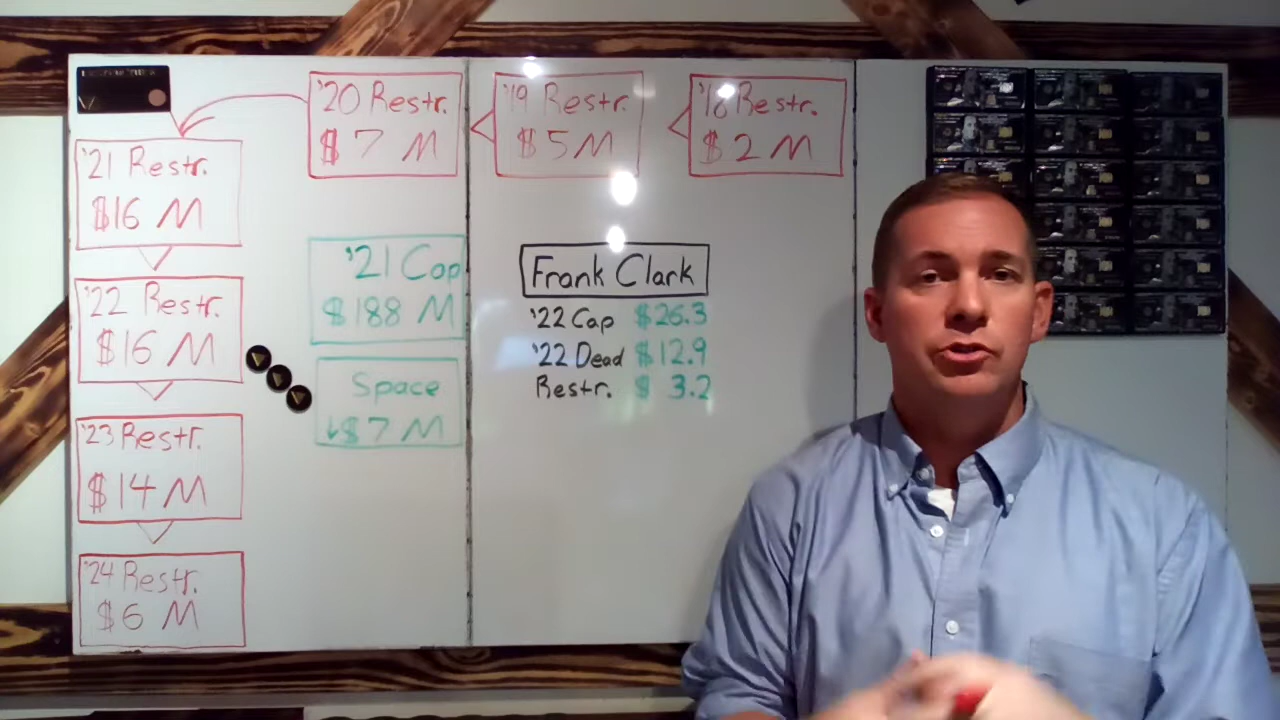 '18 Restr.
$2 M
'19 Restr.
$5 M
'20 Restr.
$7 M
'21 Restr.
$16 M
'22 Restr.
$16 M
'23 Restr.
$14 M
'24 Restr.
$6 M
'21 Cap
$188 M
Space
↓$7 M
Frank Clark
'22 Cap $26.3
'22 Dead $12.9
Restr. $ 3.2